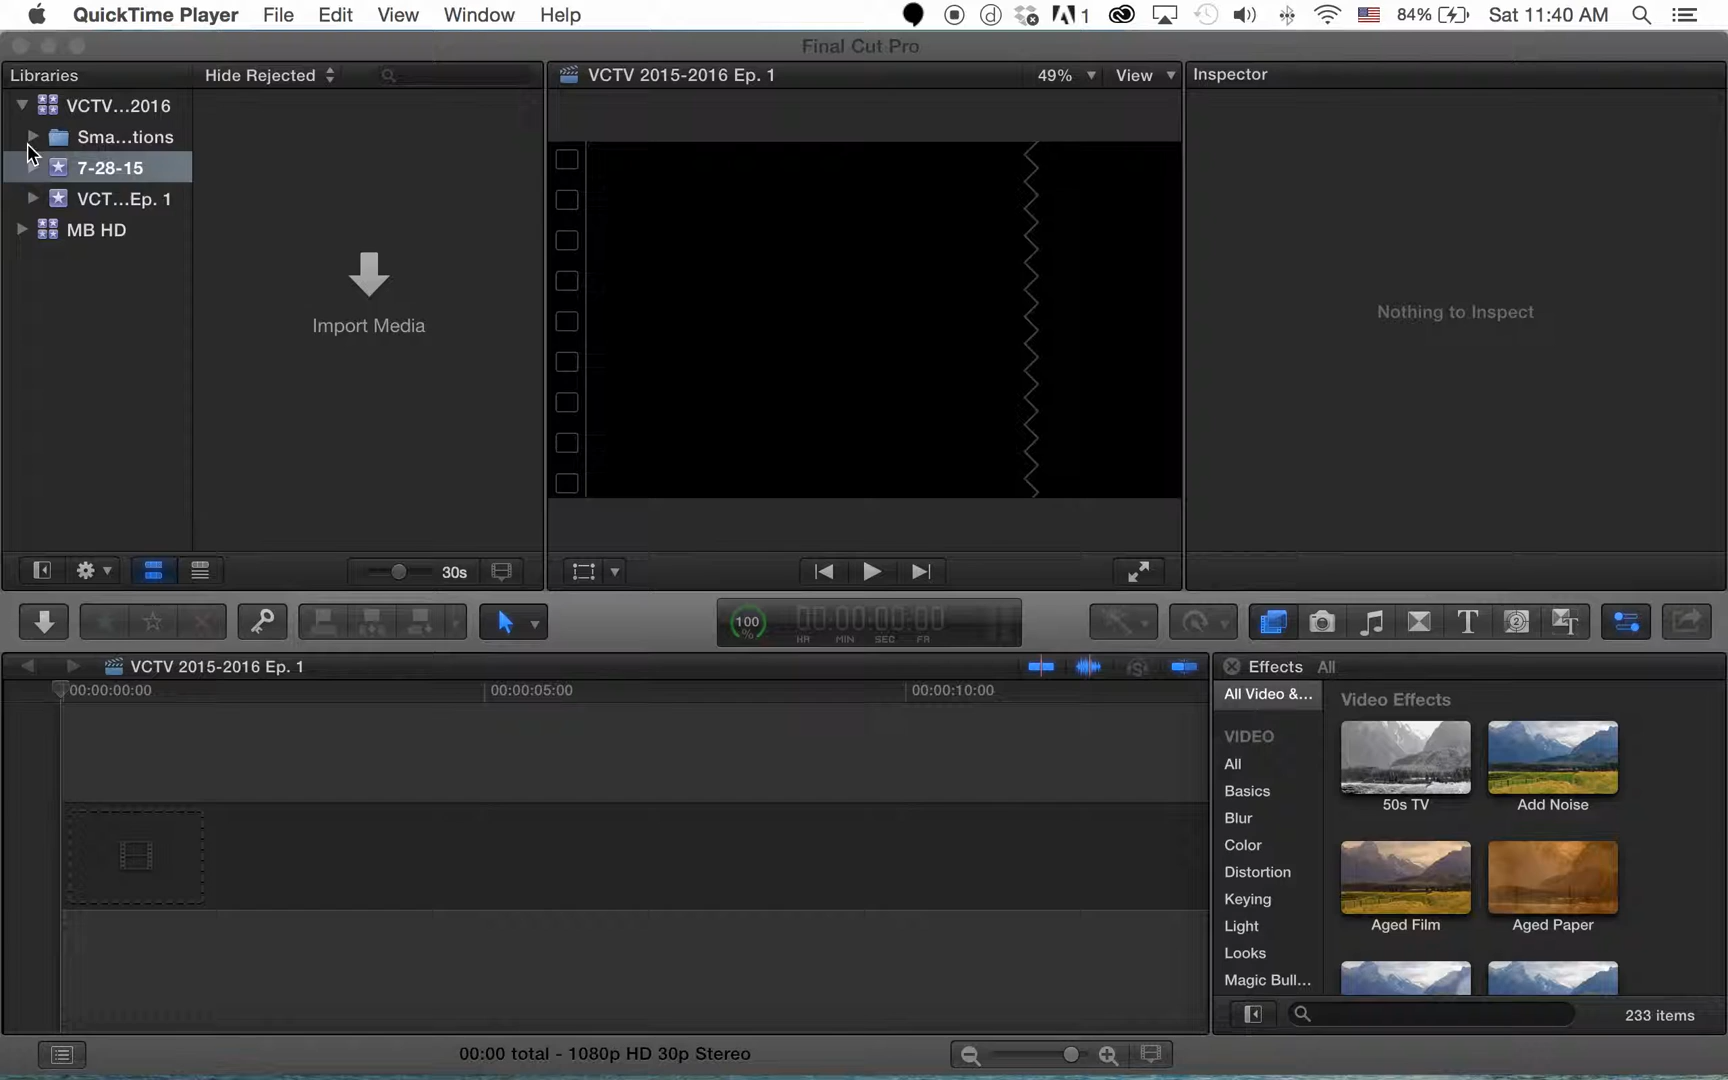 QuickTime Player File Edit View Window Help 1 84% Sat 11:40 AM
Final Cut Pro
Libraries Hide Rejected VCTV 2015-2016 Ep. 1 49% View Inspector
VCTV...2016
Sma...tions
7-28-15
VCT...Ep. 1
MB HD
Import Media
Nothing to Inspect
30s
100
%
00:00:00:00
HR MIN SEC FR
VCTV 2015-2016 Ep. 1
Effects All
00:00:00:00 00:00:05:00 00:00:10:00
All Video &...
Video Effects
VIDEO
All
Basics
Blur
Color
Distortion
Keying
Light
Looks
Magic Bull...
50s TV Add Noise
Aged Film Aged Paper
233 items
00:00 total - 1080p HD 30p Stereo